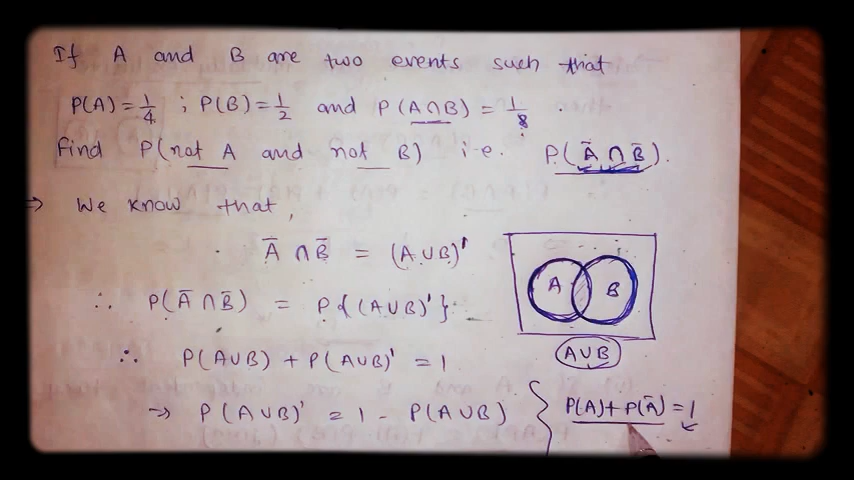 If A and B are two events such that
P(A) = 1/4 ; P(B) = 1/2 and P(A∩B) = 1/8 .
Find P(not A and not B) i.e. P(Ā∩B̄).
⇒ We know that,
Ā∩B̄ = (A∪B)'
∴ P(Ā∩B̄) = P{(A∪B)'}
∴ P(A∪B) + P(A∪B)' = 1
→ P(A∪B)' = 1 - P(A∪B)
A B
A∪B
P(A) + P(Ā) = 1